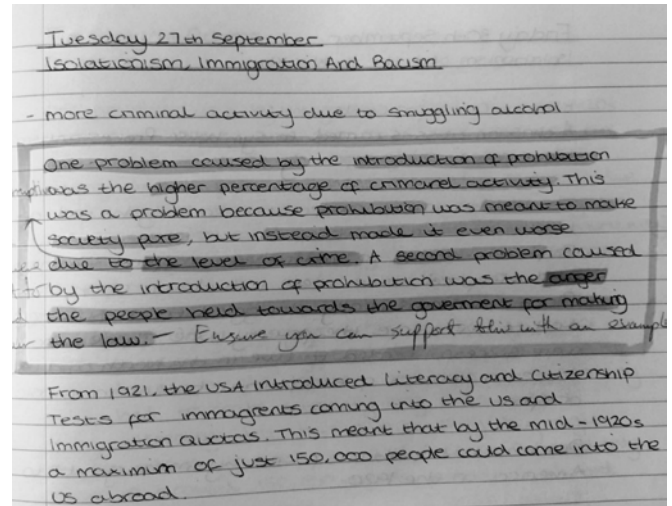 Tuesday 27th September
Isolationism, Immigration And Racism
- more criminal activity due to smuggling alcohol
One problem caused by the introduction of prohibution
was the higher percentage of crimanel activity. This
was a problem because prohibution was meant to make
society pure, but instead made it even worse
due to the level of crime. A second problem caused
by the introduction of prohibution was the anger
the people held towards the goverment for making
the law. - Ensure you can support this with an example
From 1921, the USA introduced Literacy and Citizenship
Tests for immagrents coming into the US and
Immigration Quotas. This meant that by the mid-1920s
a maximum of just 150,000 people could come into the
US abroad.